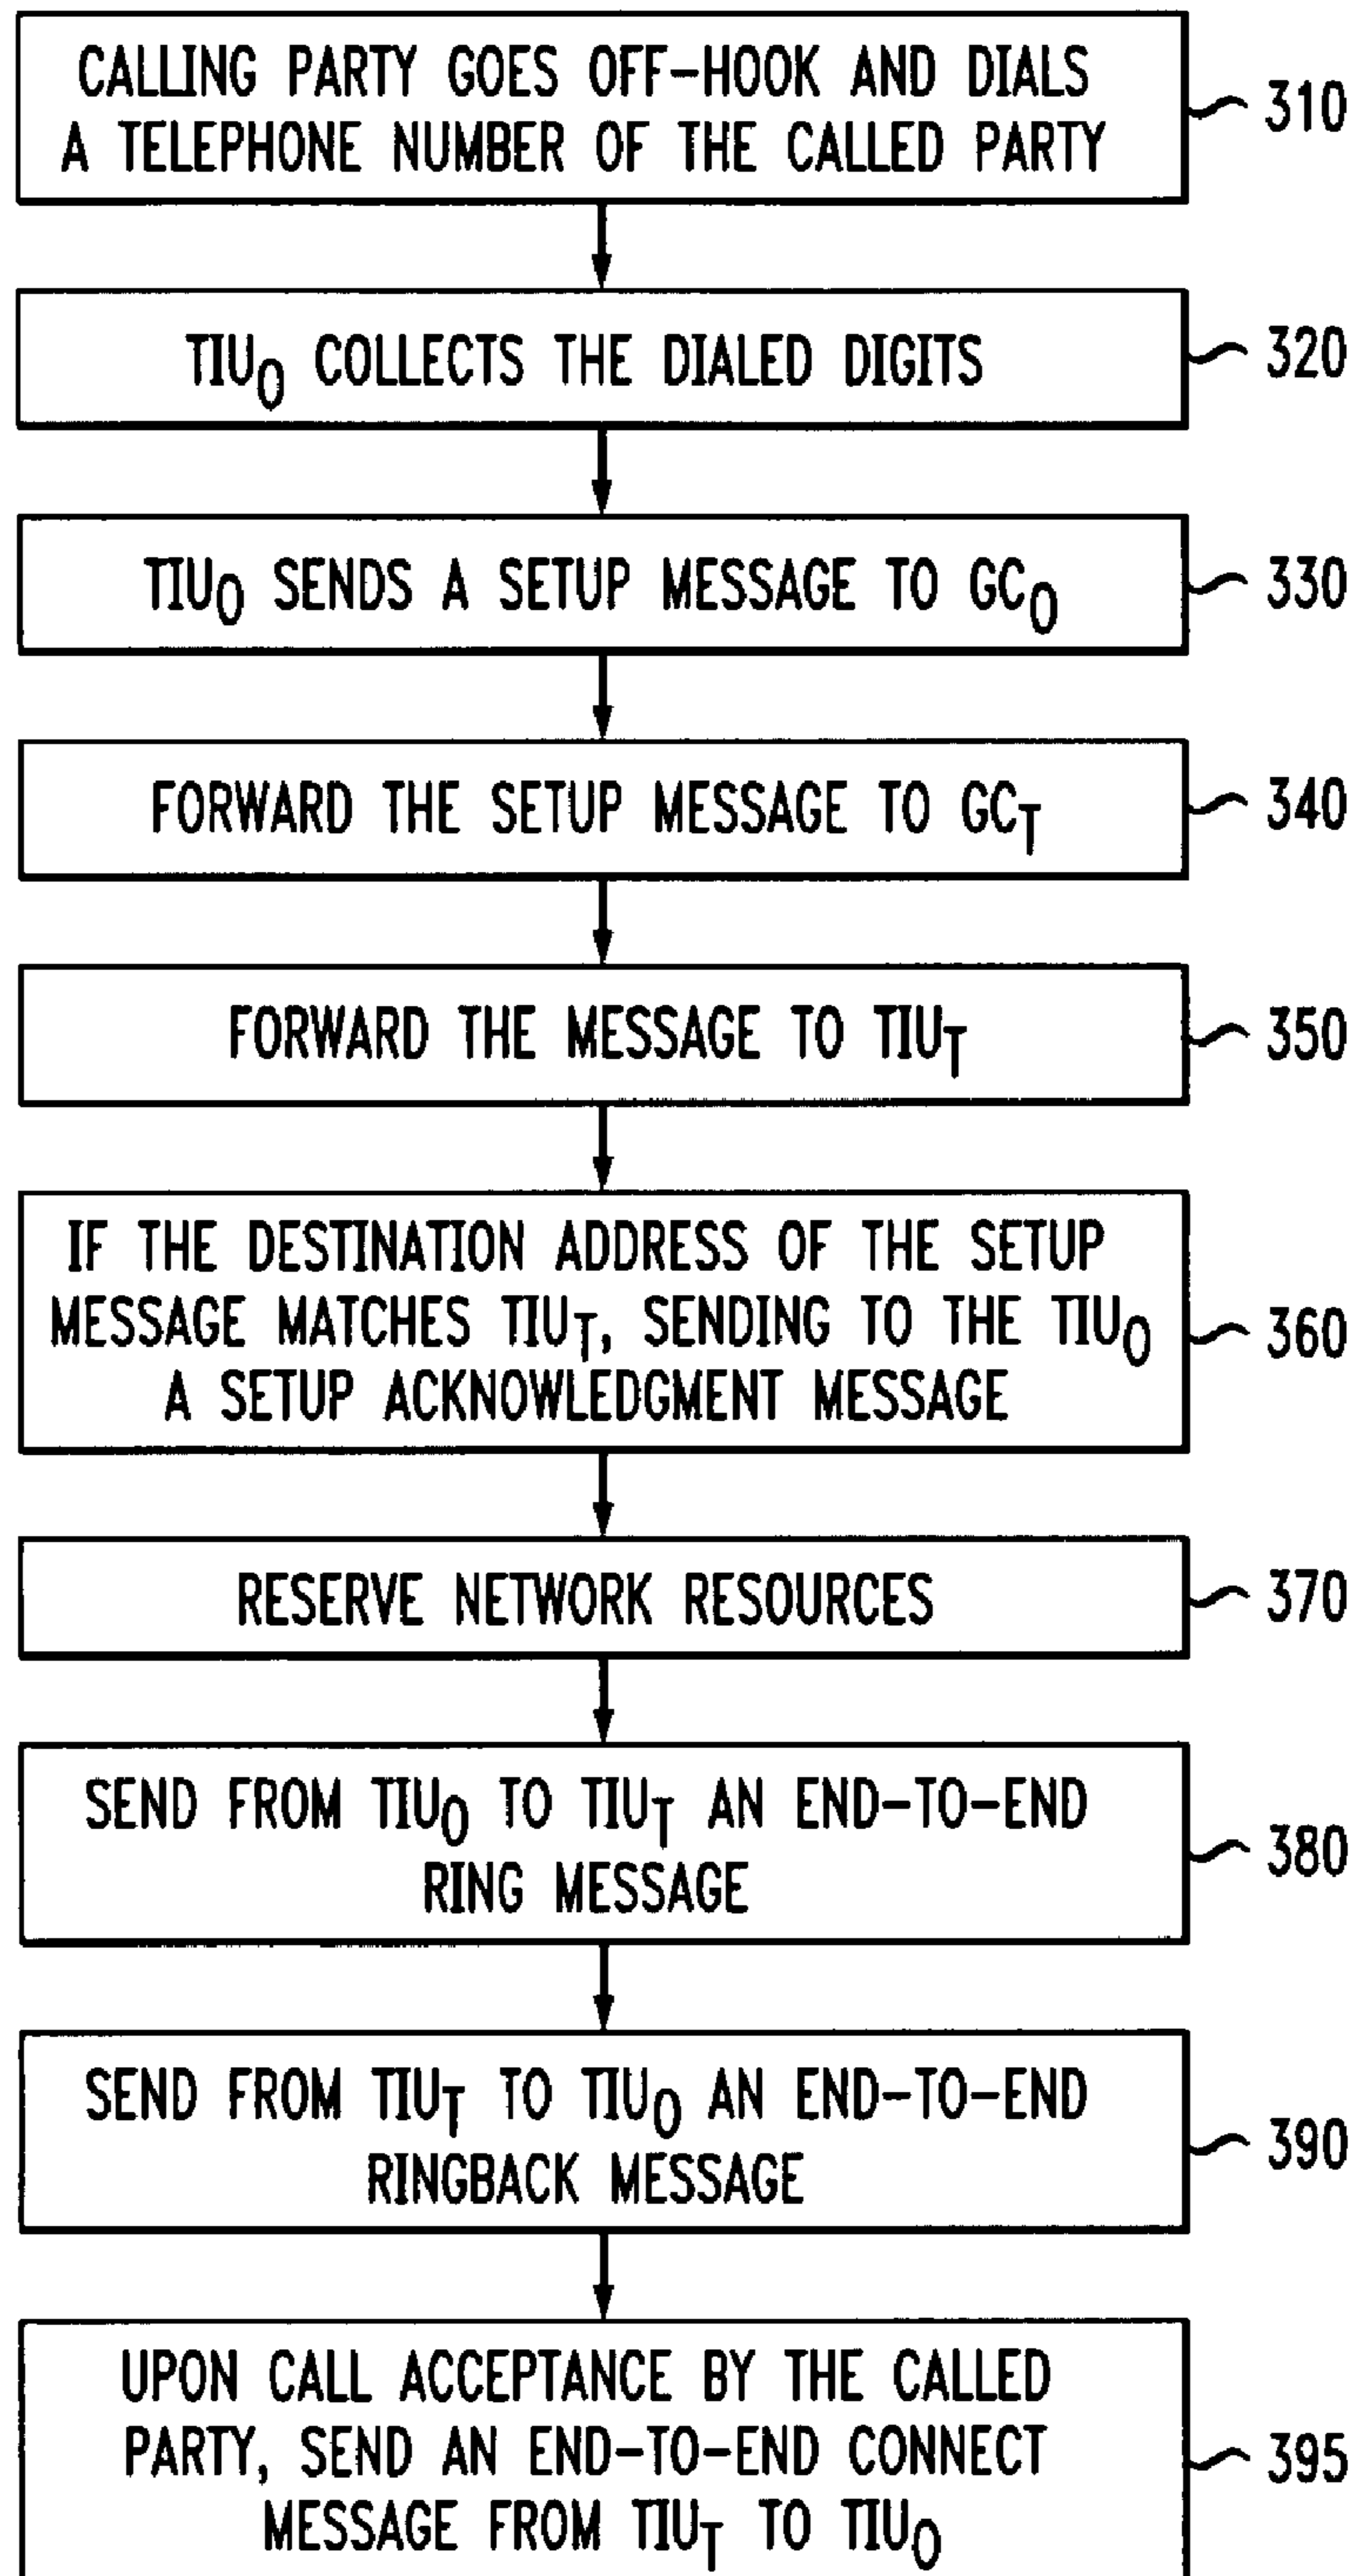 CALLING PARTY GOES OFF-HOOK AND DIALS
A TELEPHONE NUMBER OF THE CALLED PARTY
310
TIUO COLLECTS THE DIALED DIGITS
320
TIUO SENDS A SETUP MESSAGE TO GCO
330
FORWARD THE SETUP MESSAGE TO GCT
340
FORWARD THE MESSAGE TO TIUT
350
IF THE DESTINATION ADDRESS OF THE SETUP
MESSAGE MATCHES TIUT, SENDING TO THE TIUO
A SETUP ACKNOWLEDGMENT MESSAGE
360
RESERVE NETWORK RESOURCES
370
SEND FROM TIUO TO TIUT AN END-TO-END
RING MESSAGE
380
SEND FROM TIUT TO TIUO AN END-TO-END
RINGBACK MESSAGE
390
UPON CALL ACCEPTANCE BY THE CALLED
PARTY, SEND AN END-TO-END CONNECT
MESSAGE FROM TIUT TO TIUO
395